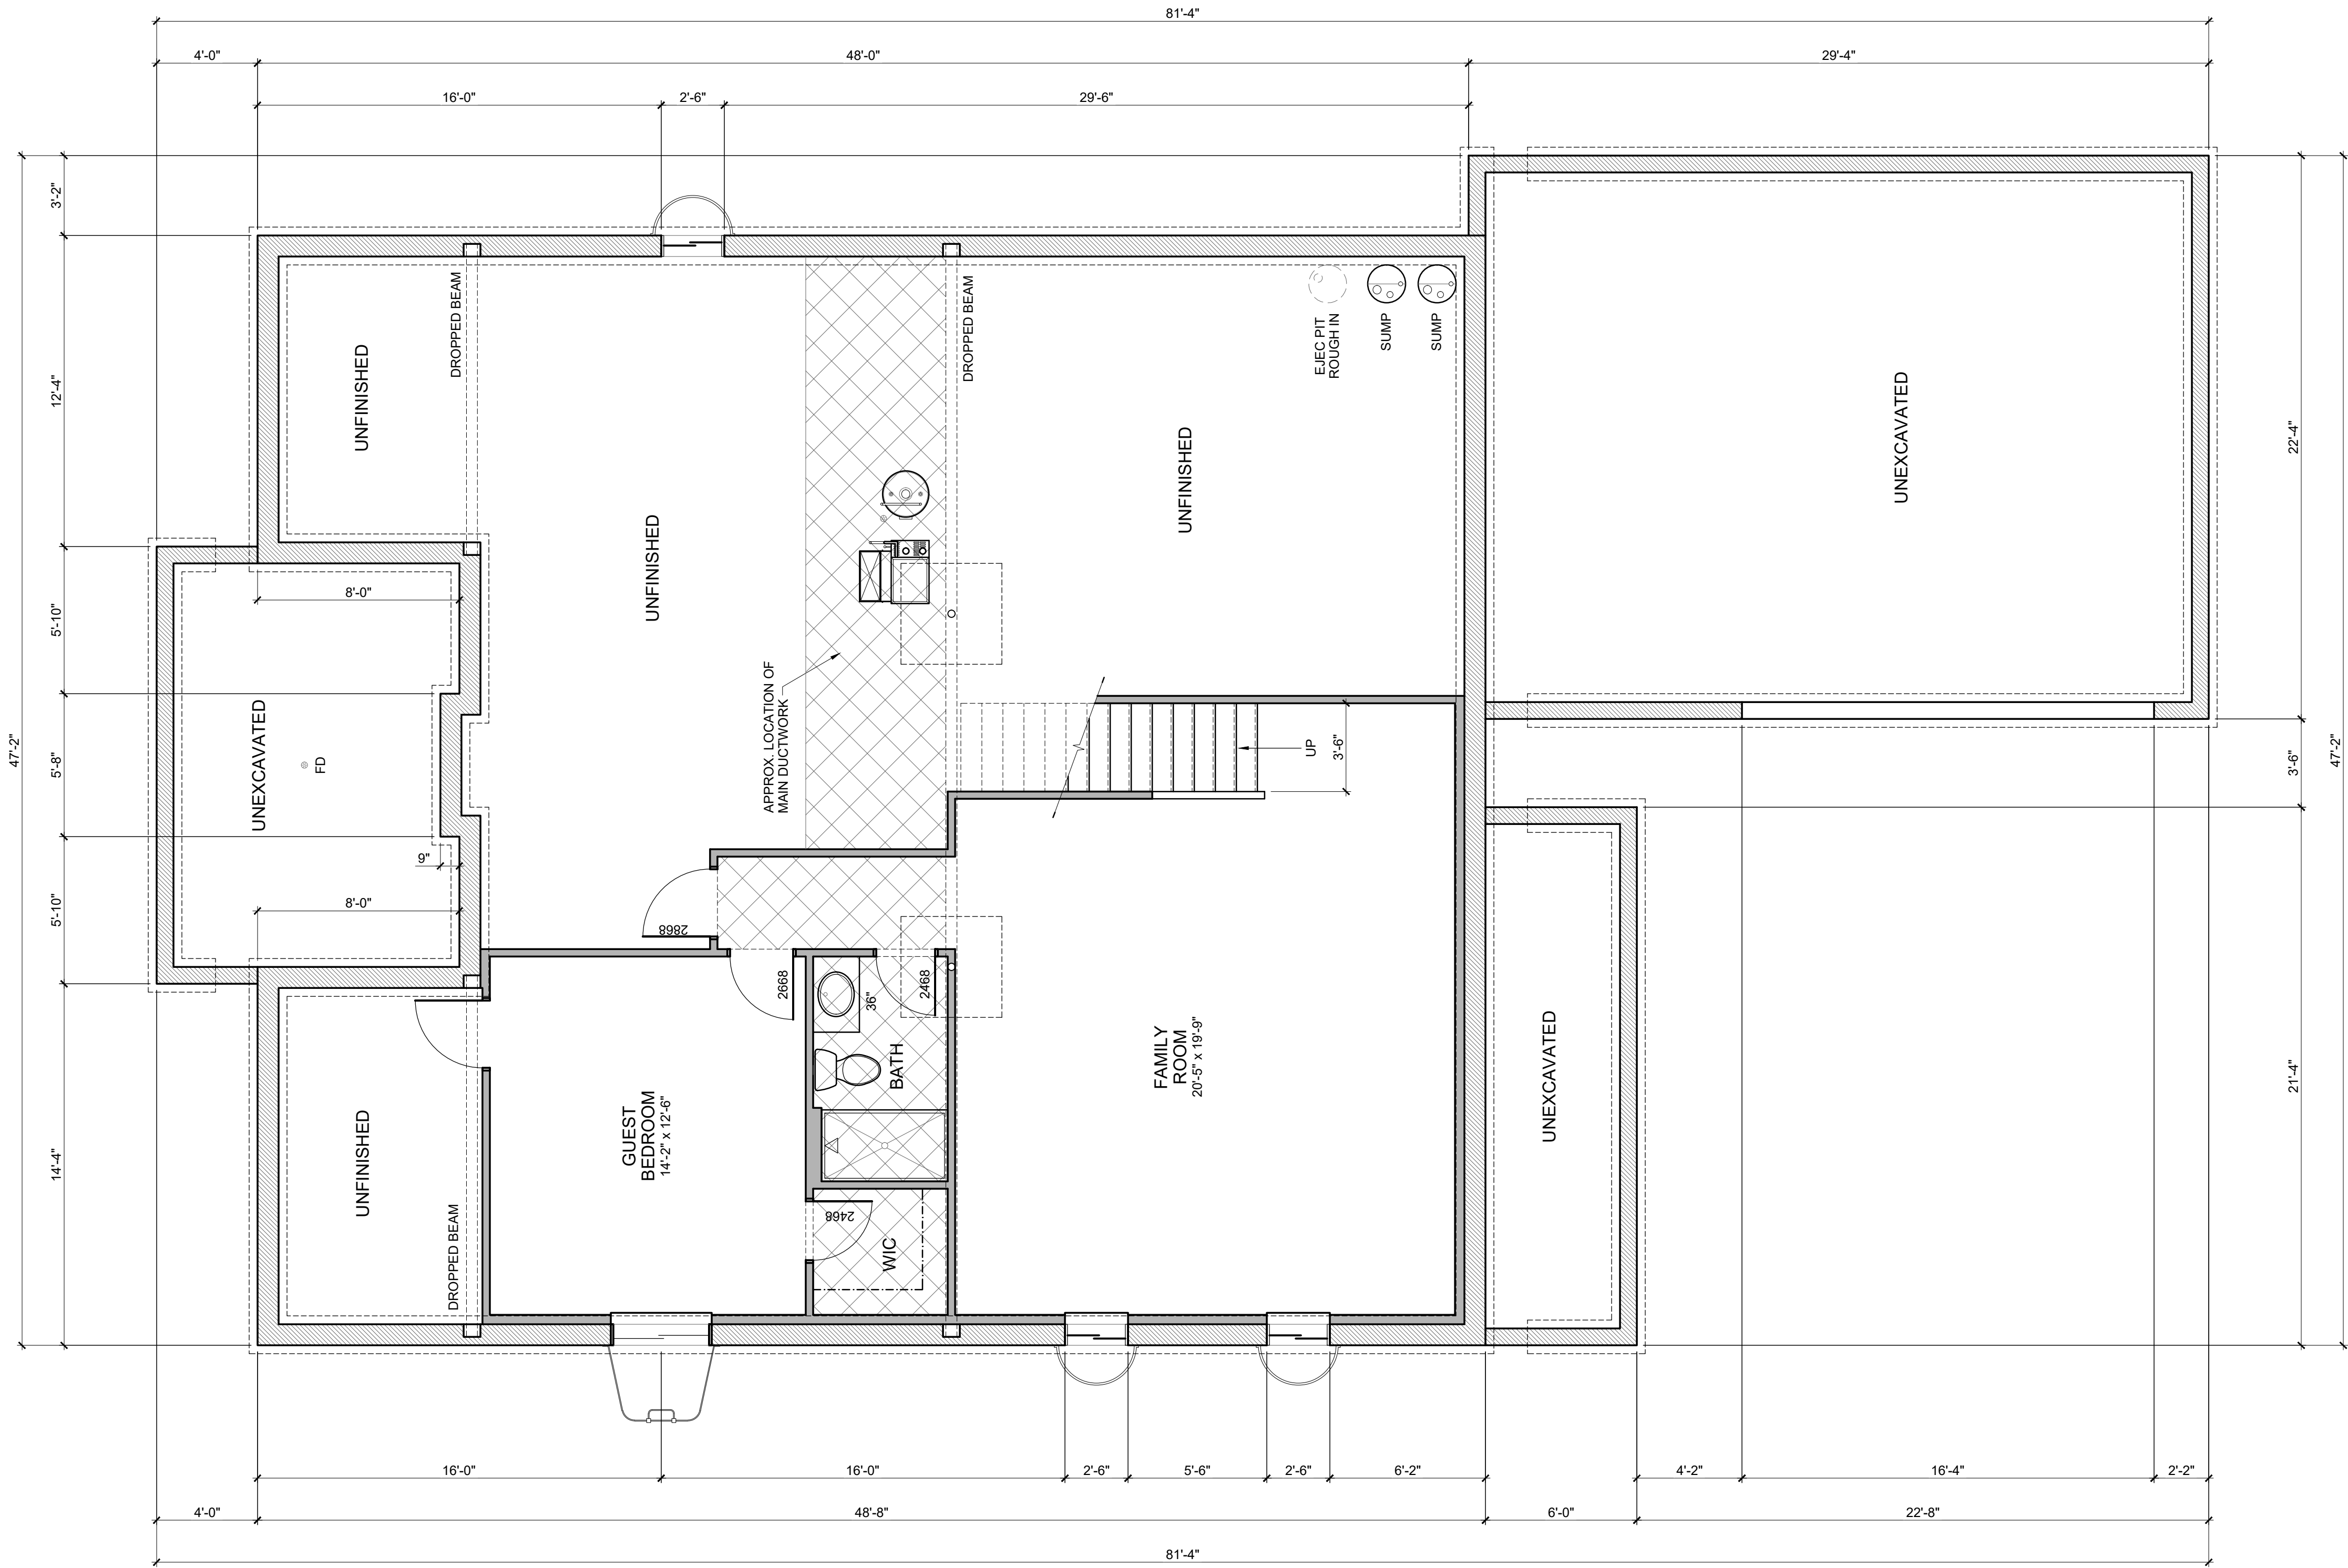 81'-4"
4'-0"
48'-0"
29'-4"
16'-0"
2'-6"
29'-6"
47'-2"
3'-2"
12'-4"
5'-10"
5'-8"
5'-10"
14'-4"
UNFINISHED
DROPPED BEAM
UNFINISHED
DROPPED BEAM
UNFINISHED
EJEC PIT
ROUGH IN
SUMP
SUMP
UNEXCAVATED
8'-0"
UNEXCAVATED
FD
9"
8'-0"
APPROX. LOCATION OF
MAIN DUCTWORK
UP
3'-6"
2868
2668
36"
2468
BATH
UNFINISHED
DROPPED BEAM
GUEST
BEDROOM
14'-2" x 12'-6"
2468
WIC
FAMILY
ROOM
20'-5" x 19'-9"
UNEXCAVATED
22'-4"
3'-6"
47'-2"
21'-4"
16'-0"
16'-0"
2'-6"
5'-6"
2'-6"
6'-2"
4'-2"
16'-4"
2'-2"
4'-0"
48'-8"
6'-0"
22'-8"
81'-4"